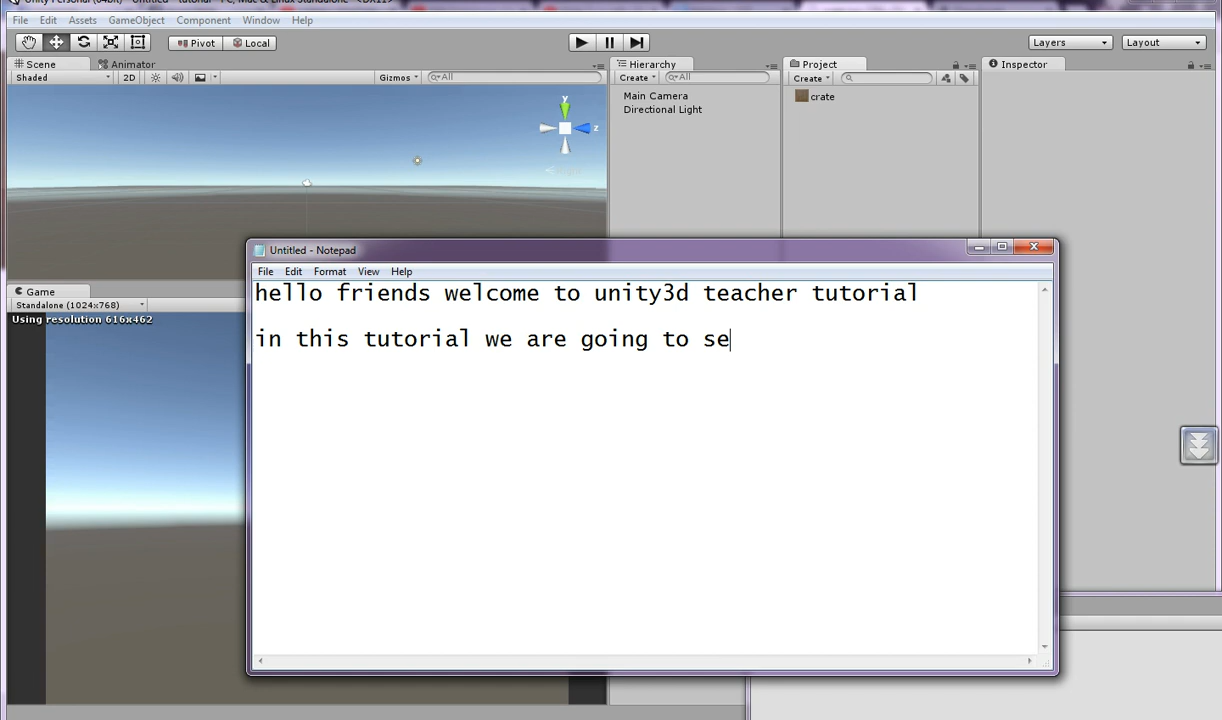 File Edit Assets GameObject Component Window Help
Pivot Local Layers Layout
Scene Animator Hierarchy Project Inspector
Shaded 2D Gizmos All Create All Create
Main Camera
Directional Light
crate
y
z
Game
Standalone (1024x768)
Using resolution 616x462
Untitled - Notepad
File Edit Format View Help
hello friends welcome to unity3d teacher tutorial
in this tutorial we are going to se